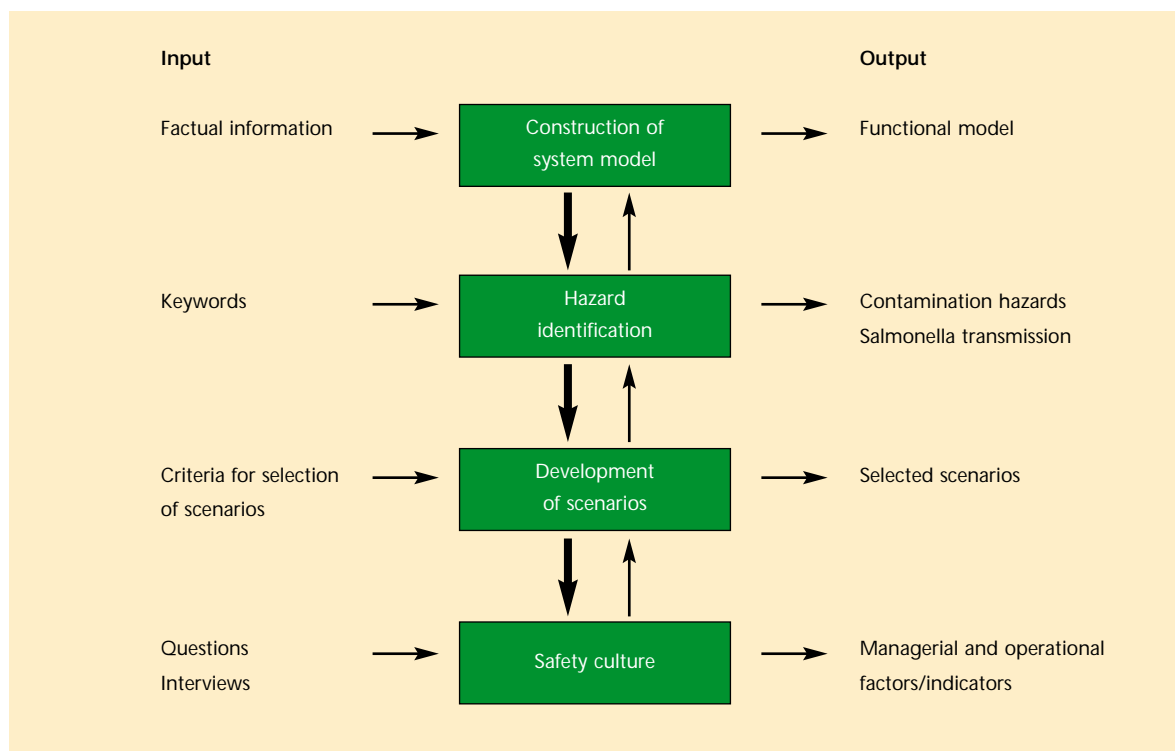 Input
Output
Factual information
Construction of
system model
Functional model
Keywords
Hazard
identification
Contamination hazards
Salmonella transmission
Criteria for selection
of scenarios
Development
of scenarios
Selected scenarios
Questions
Interviews
Safety culture
Managerial and operational
factors/indicators